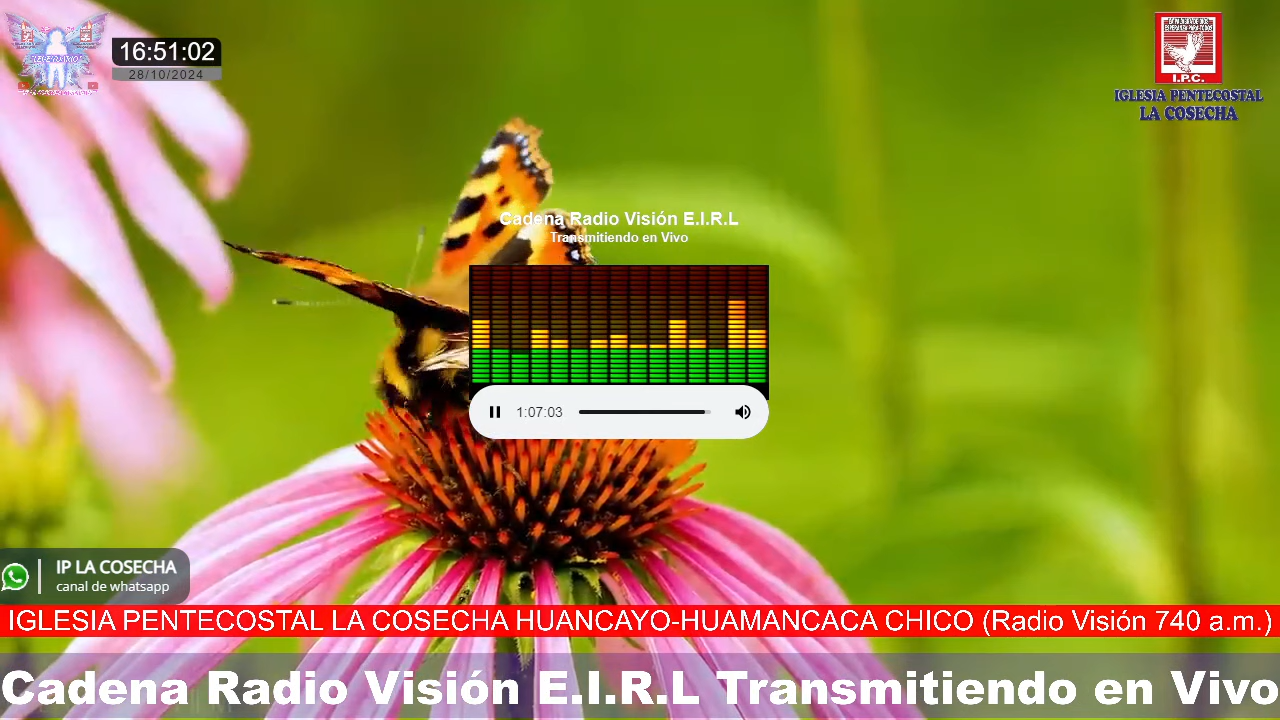 16:51:02
28/10/2024
I.P.C.
IGLESIA PENTECOSTAL
LA COSECHA
Cadena Radio Visión E.I.R.L
Transmitiendo en Vivo
1:07:03
IP LA COSECHA
canal de whatsapp
IGLESIA PENTECOSTAL LA COSECHA HUANCAYO-HUAMANCACA CHICO (Radio Visión 740 a.m.)
Cadena Radio Visión E.I.R.L Transmitiendo en Vivo